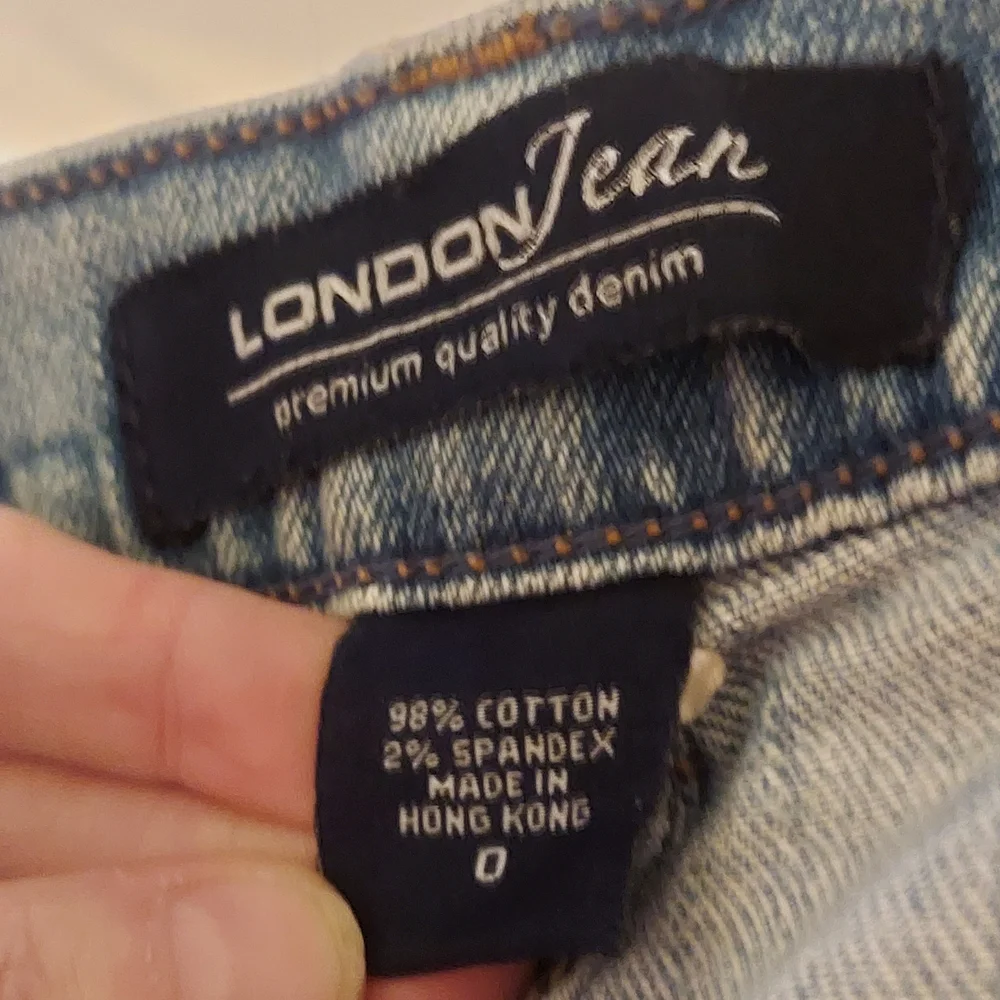 LONDON Jean
premium quality denim
98% COTTON
2% SPANDEX
MADE IN
HONG KONG
0